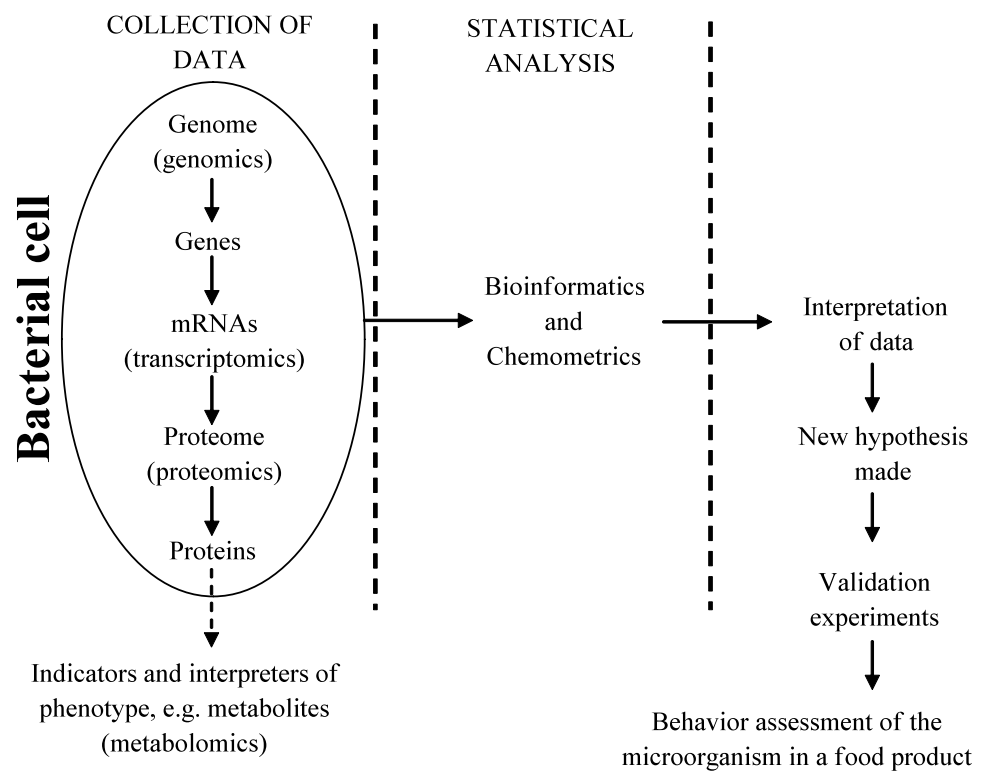 COLLECTION OF
DATA
Bacterial cell
Genome
(genomics)
Genes
mRNAs
(transcriptomics)
Proteome
(proteomics)
Proteins
Indicators and interpreters of
phenotype, e.g. metabolites
(metabolomics)
STATISTICAL
ANALYSIS
Bioinformatics
and
Chemometrics
Interpretation
of data
New hypothesis
made
Validation
experiments
Behavior assessment of the
microorganism in a food product